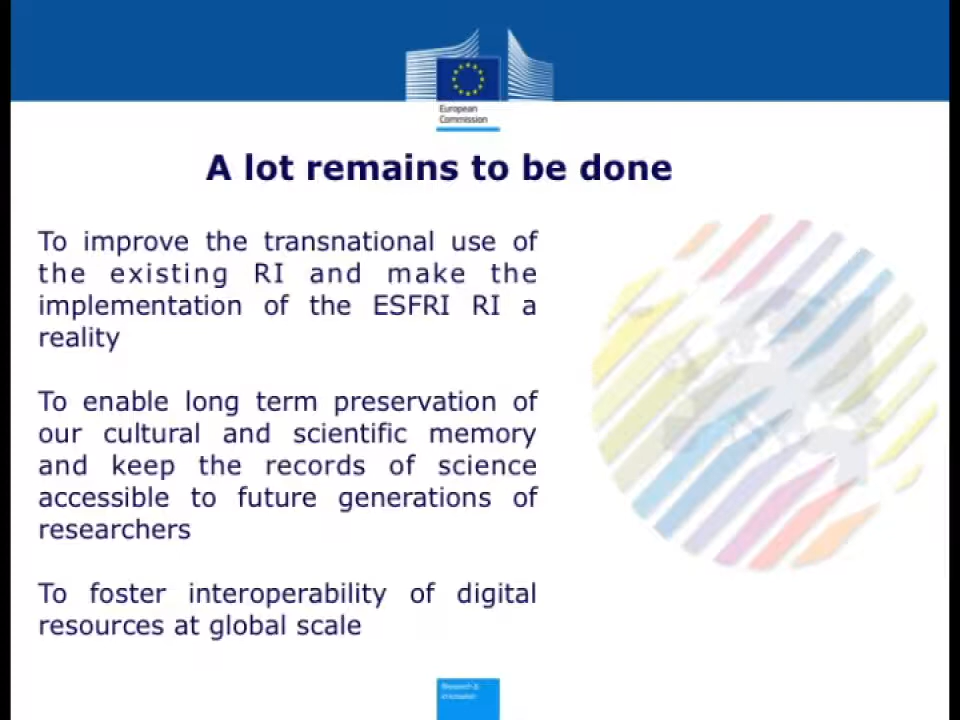 European
Commission
A lot remains to be done
To improve the transnational use of
the existing RI and make the
implementation of the ESFRI RI a
reality
To enable long term preservation of
our cultural and scientific memory
and keep the records of science
accessible to future generations of
researchers
To foster interoperability of digital
resources at global scale
Research &
innovation